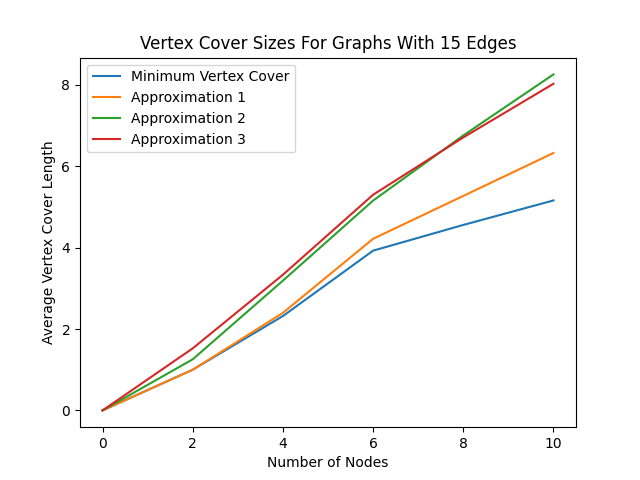 Vertex Cover Sizes For Graphs With 15 Edges
Minimum Vertex Cover
Approximation 1
Approximation 2
Approximation 3
Average Vertex Cover Length
8
6
4
2
0
0 2 4 6 8 10
Number of Nodes